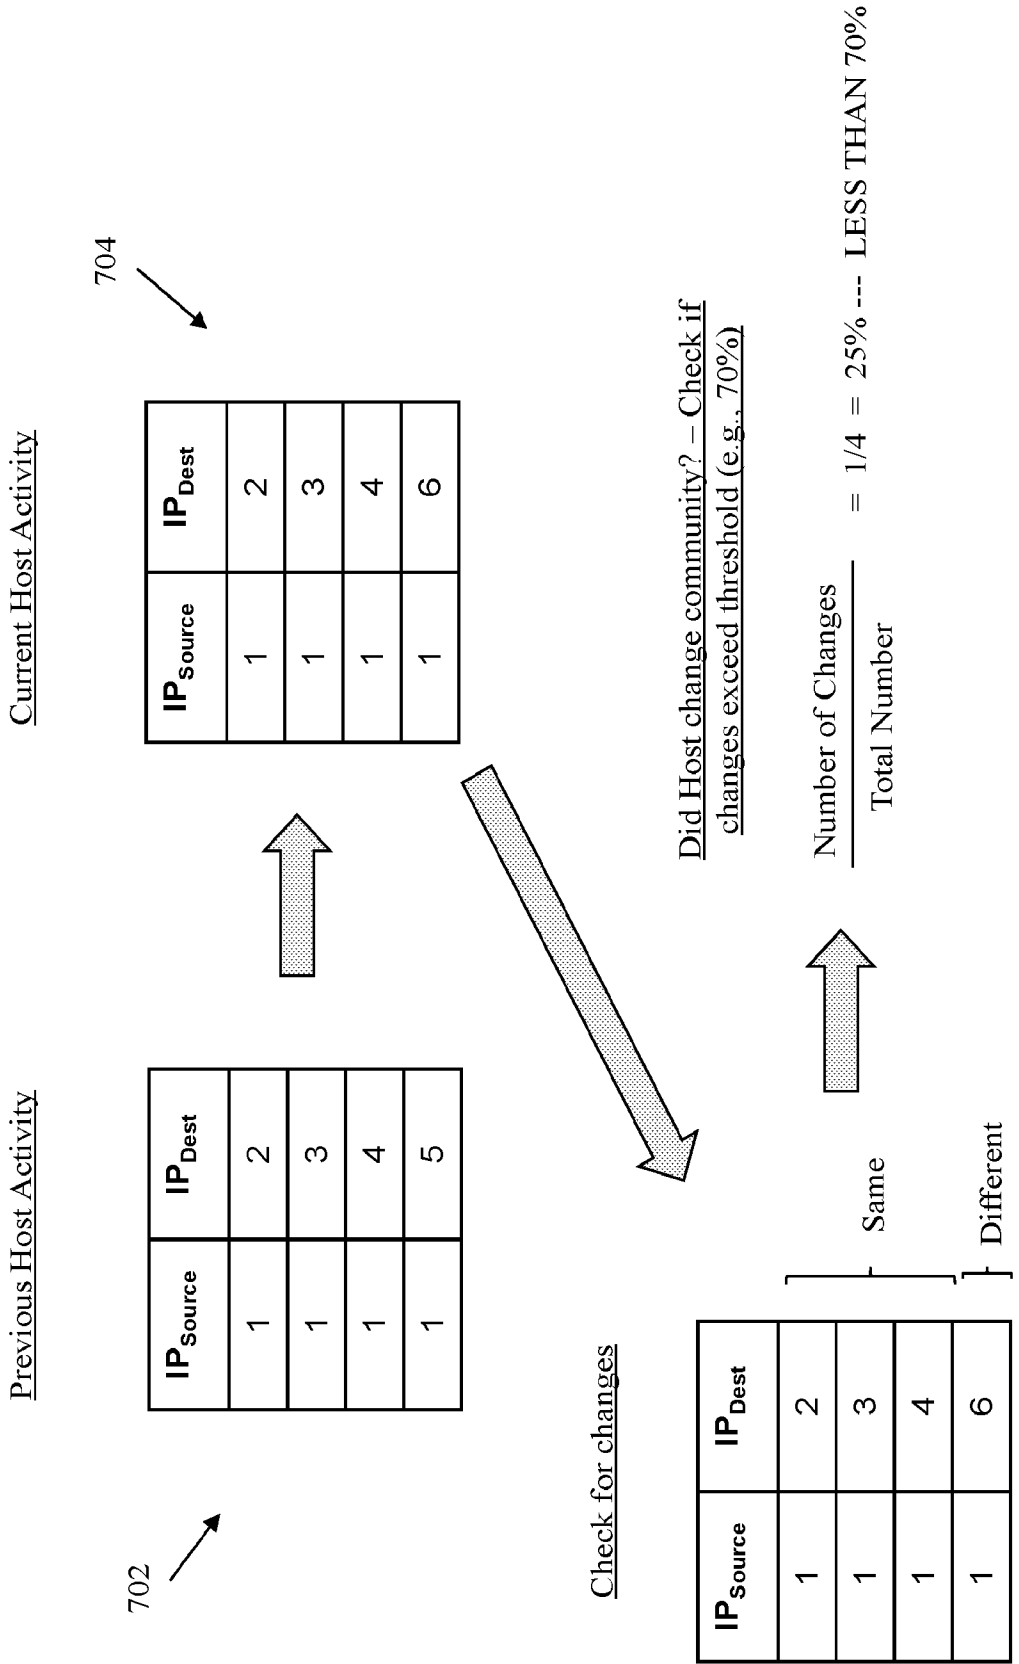 Previous Host Activity
702
IPSource IPDest
1 2
1 3
1 4
1 5
Current Host Activity
704
IPSource IPDest
1 2
1 3
1 4
1 6
Check for changes
IPSource IPDest
1 2
1 3
1 4
1 6
Same
Different
Did Host change community? – Check if
changes exceed threshold (e.g., 70%)
Number of Changes
Total Number
= 1/4 = 25% --- LESS THAN 70%